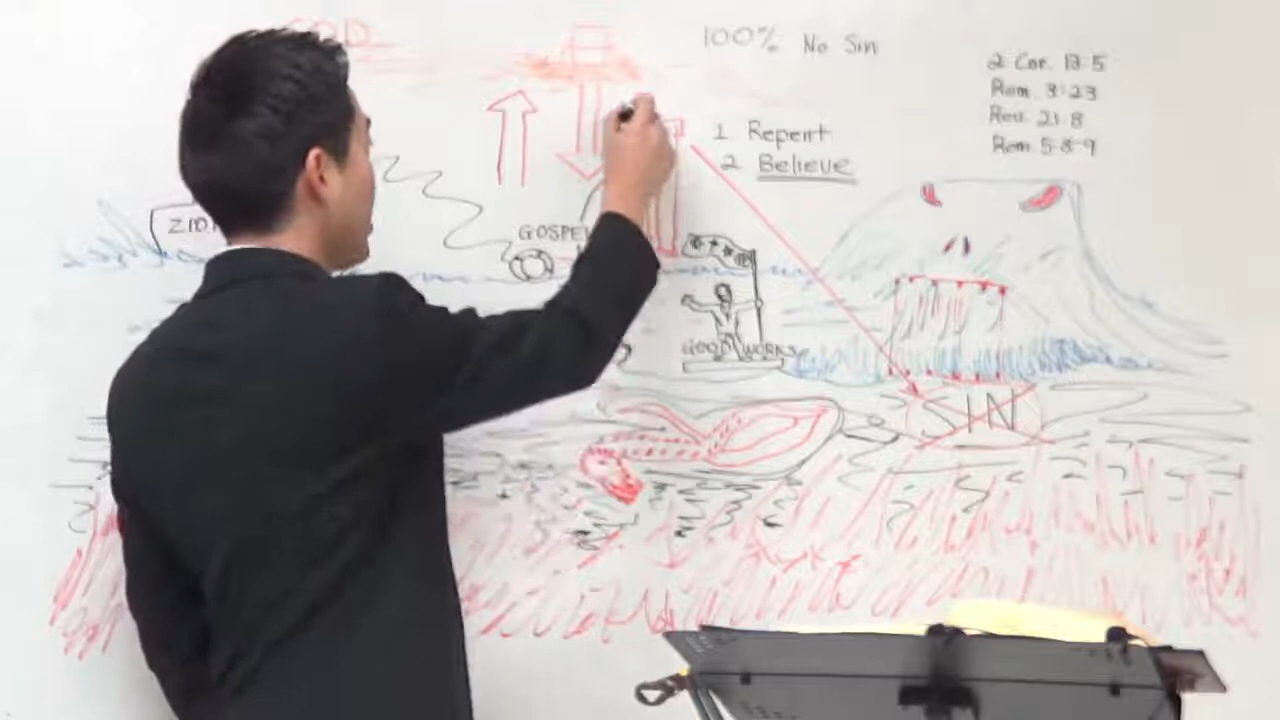 GOD
100% No Sin
2 Cor. 13:5
Rom 3:23
Rev. 21:8
Rom 5:8-9
1 Repent
2 Believe
GOSPEL
GOOD WORKS
SIN